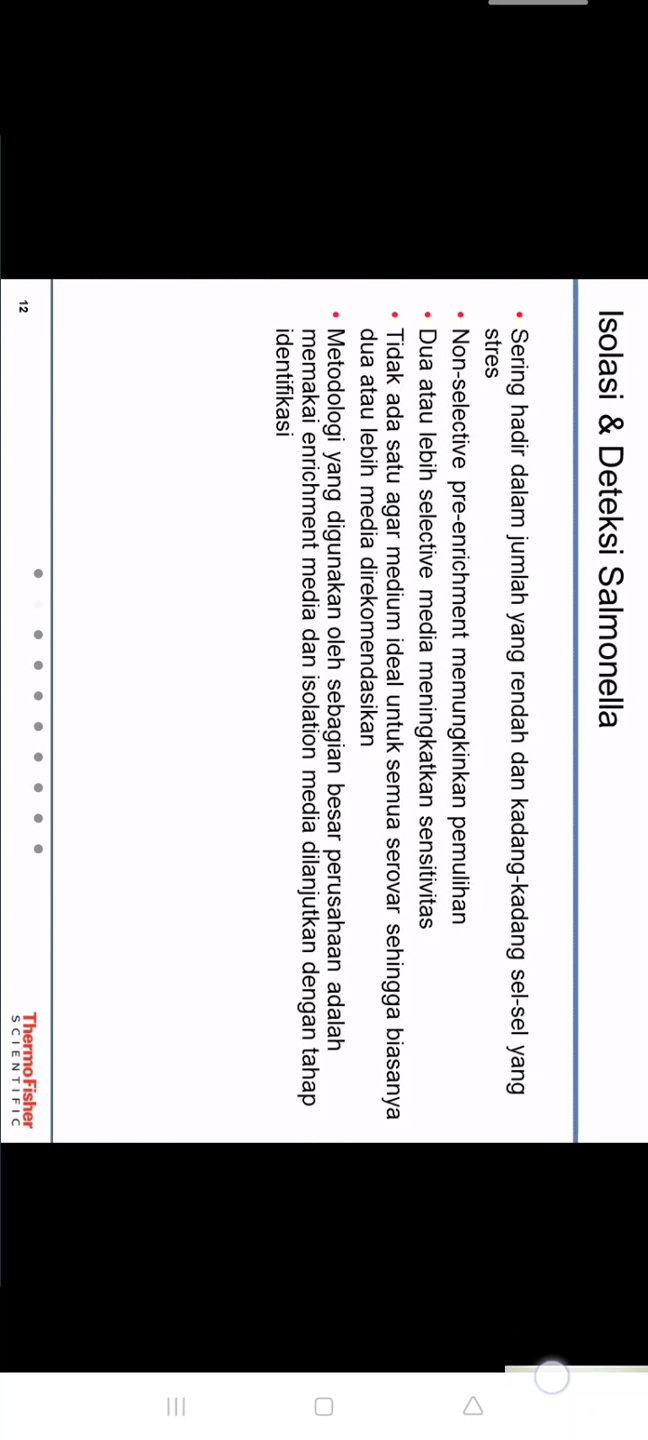 Isolasi & Deteksi Salmonella
• Sering hadir dalam jumlah yang rendah dan kadang-kadang sel-sel yang
stres
• Non-selective pre-enrichment memungkinkan pemulihan
• Dua atau lebih selective media meningkatkan sensitivitas
• Tidak ada satu agar medium ideal untuk semua serovar sehingga biasanya
dua atau lebih media direkomendasikan
• Metodologi yang digunakan oleh sebagian besar perusahaan adalah
memakai enrichment media dan isolation media dilanjutkan dengan tahap
identifikasi
12
ThermoFisher
SCIENTIFIC